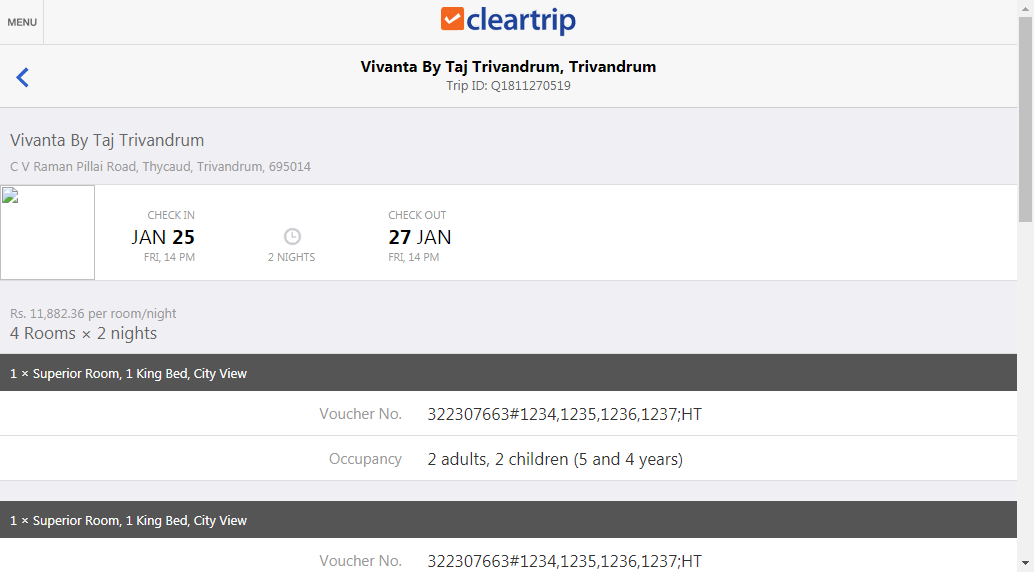 MENU
cleartrip
Vivanta By Taj Trivandrum, Trivandrum
Trip ID: Q1811270519
Vivanta By Taj Trivandrum
C V Raman Pillai Road, Thycaud, Trivandrum, 695014
CHECK IN
JAN 25
FRI, 14 PM
2 NIGHTS
CHECK OUT
27 JAN
FRI, 14 PM
Rs. 11,882.36 per room/night
4 Rooms × 2 nights
1 × Superior Room, 1 King Bed, City View
Voucher No. 322307663#1234,1235,1236,1237;HT
Occupancy 2 adults, 2 children (5 and 4 years)
1 × Superior Room, 1 King Bed, City View
Voucher No. 322307663#1234,1235,1236,1237;HT